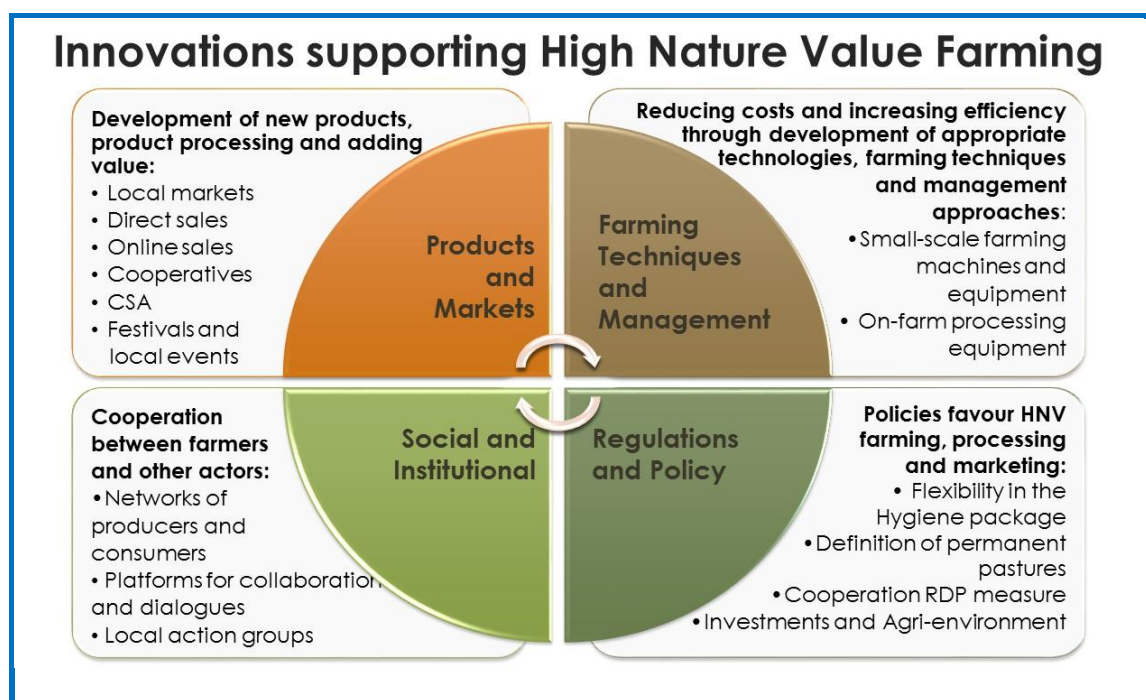 Innovations supporting High Nature Value Farming
Development of new products,
product processing and adding
value:
• Local markets
• Direct sales
• Online sales
• Cooperatives
• CSA
• Festivals and
local events
Products
and
Markets
Reducing costs and increasing efficiency
through development of appropriate
technologies, farming techniques
and management
approaches:
•Small-scale farming
machines and
equipment
• On-farm processing
equipment
Farming
Techniques
and
Management
Cooperation
between farmers
and other actors:
•Networks of
producers and
consumers
•Platforms for collaboration
and dialogues
•Local action groups
Social and
Institutional
Regulations
and Policy
Policies favour HNV
farming, processing
and marketing:
• Flexibility in the
Hygiene package
•Definition of permanent
pastures
•Cooperation RDP measure
•Investments and Agri-environment